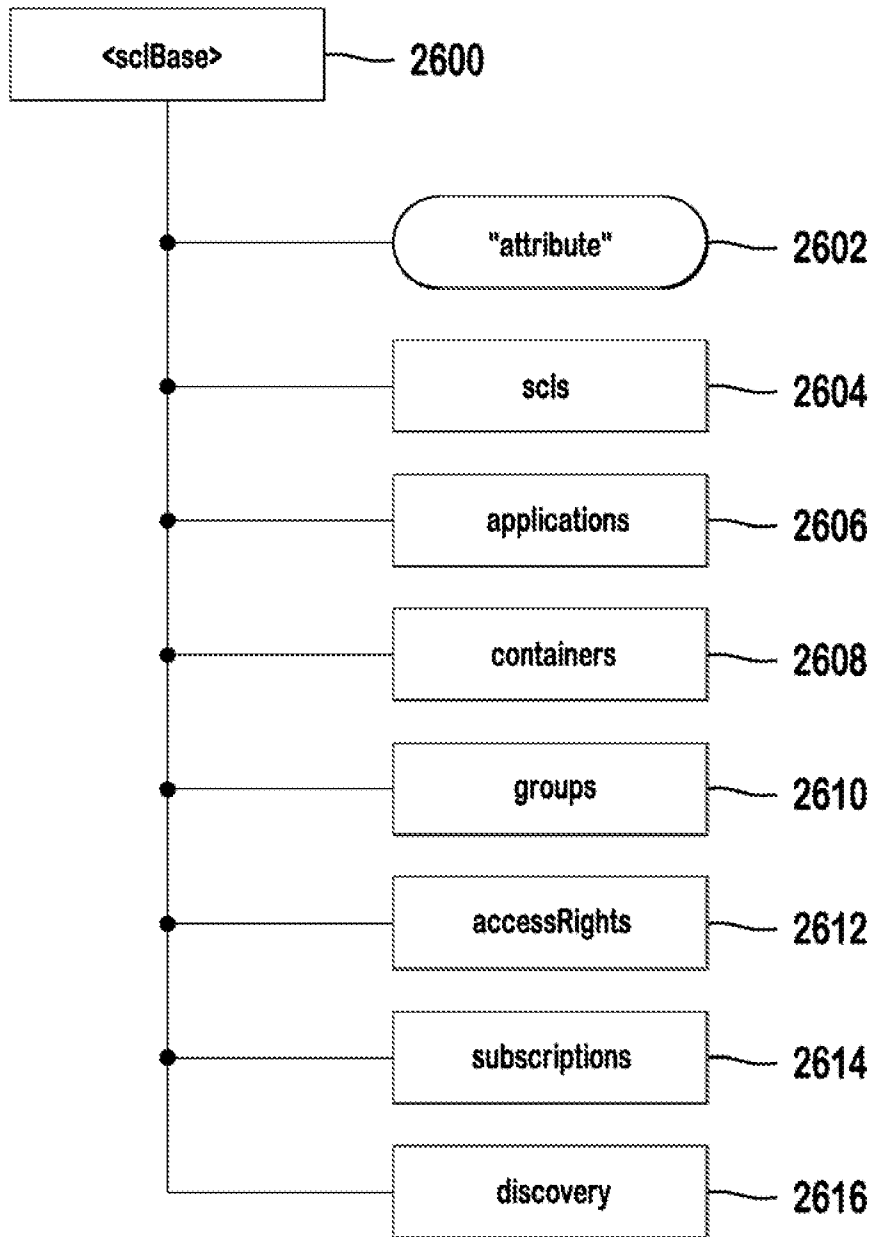 <sclBase> 2600
"attribute" 2602
scls 2604
applications 2606
containers 2608
groups 2610
accessRights 2612
subscriptions 2614
discovery 2616